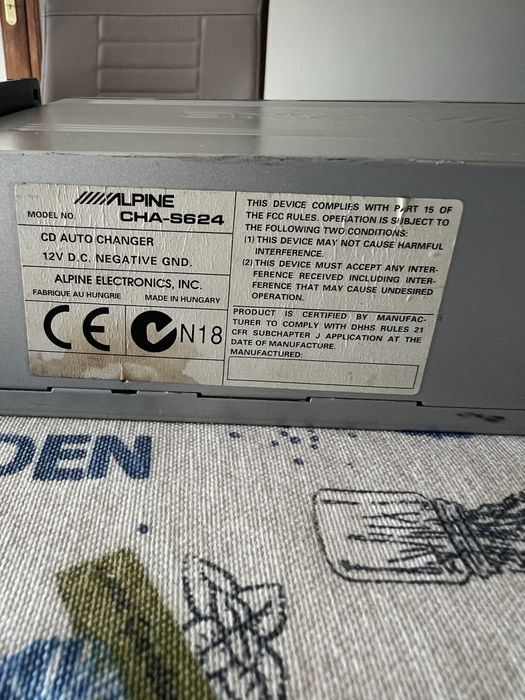 ALPINE
MODEL NO. CHA-S624
CD AUTO CHANGER
12V D.C. NEGATIVE GND.
ALPINE ELECTRONICS, INC.
FABRIQUE AU HUNGRIE MADE IN HUNGARY
CE N18
THIS DEVICE COMPLIES WITH PART 15 OF
THE FCC RULES. OPERATION IS SUBJECT TO
THE FOLLOWING TWO CONDITIONS:
(1) THIS DEVICE MAY NOT CAUSE HARMFUL
INTERFERENCE.
(2) THIS DEVICE MUST ACCEPT ANY INTER-
FERENCE RECEIVED INCLUDING INTER-
FERENCE THAT MAY CAUSE UNDESIRED
OPERATION.
PRODUCT IS CERTIFIED BY MANUFAC-
TURER TO COMPLY WITH DHHS RULES 21
CFR SUBCHAPTER J APPLICATION AT THE
DATE OF MANUFACTURE.
MANUFACTURED:
DEN